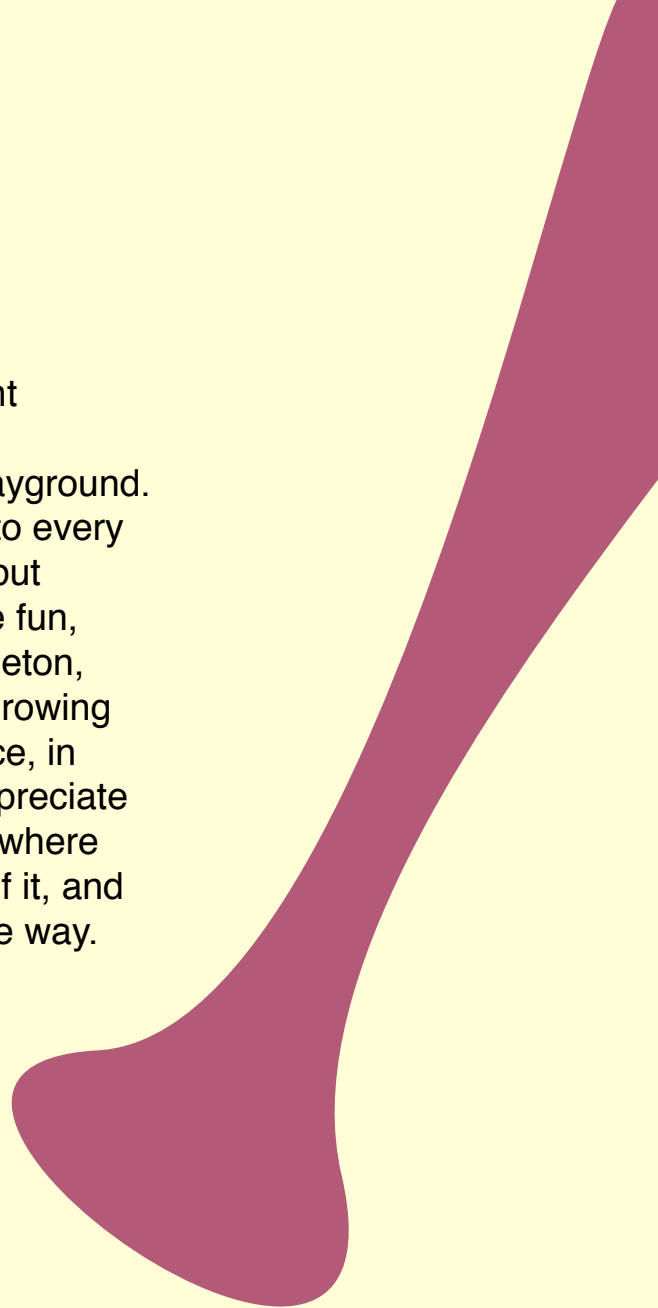 nt
ayground.
to every
out
e fun,
eton,
rowing
ce, in
preciate
where
f it, and
e way.